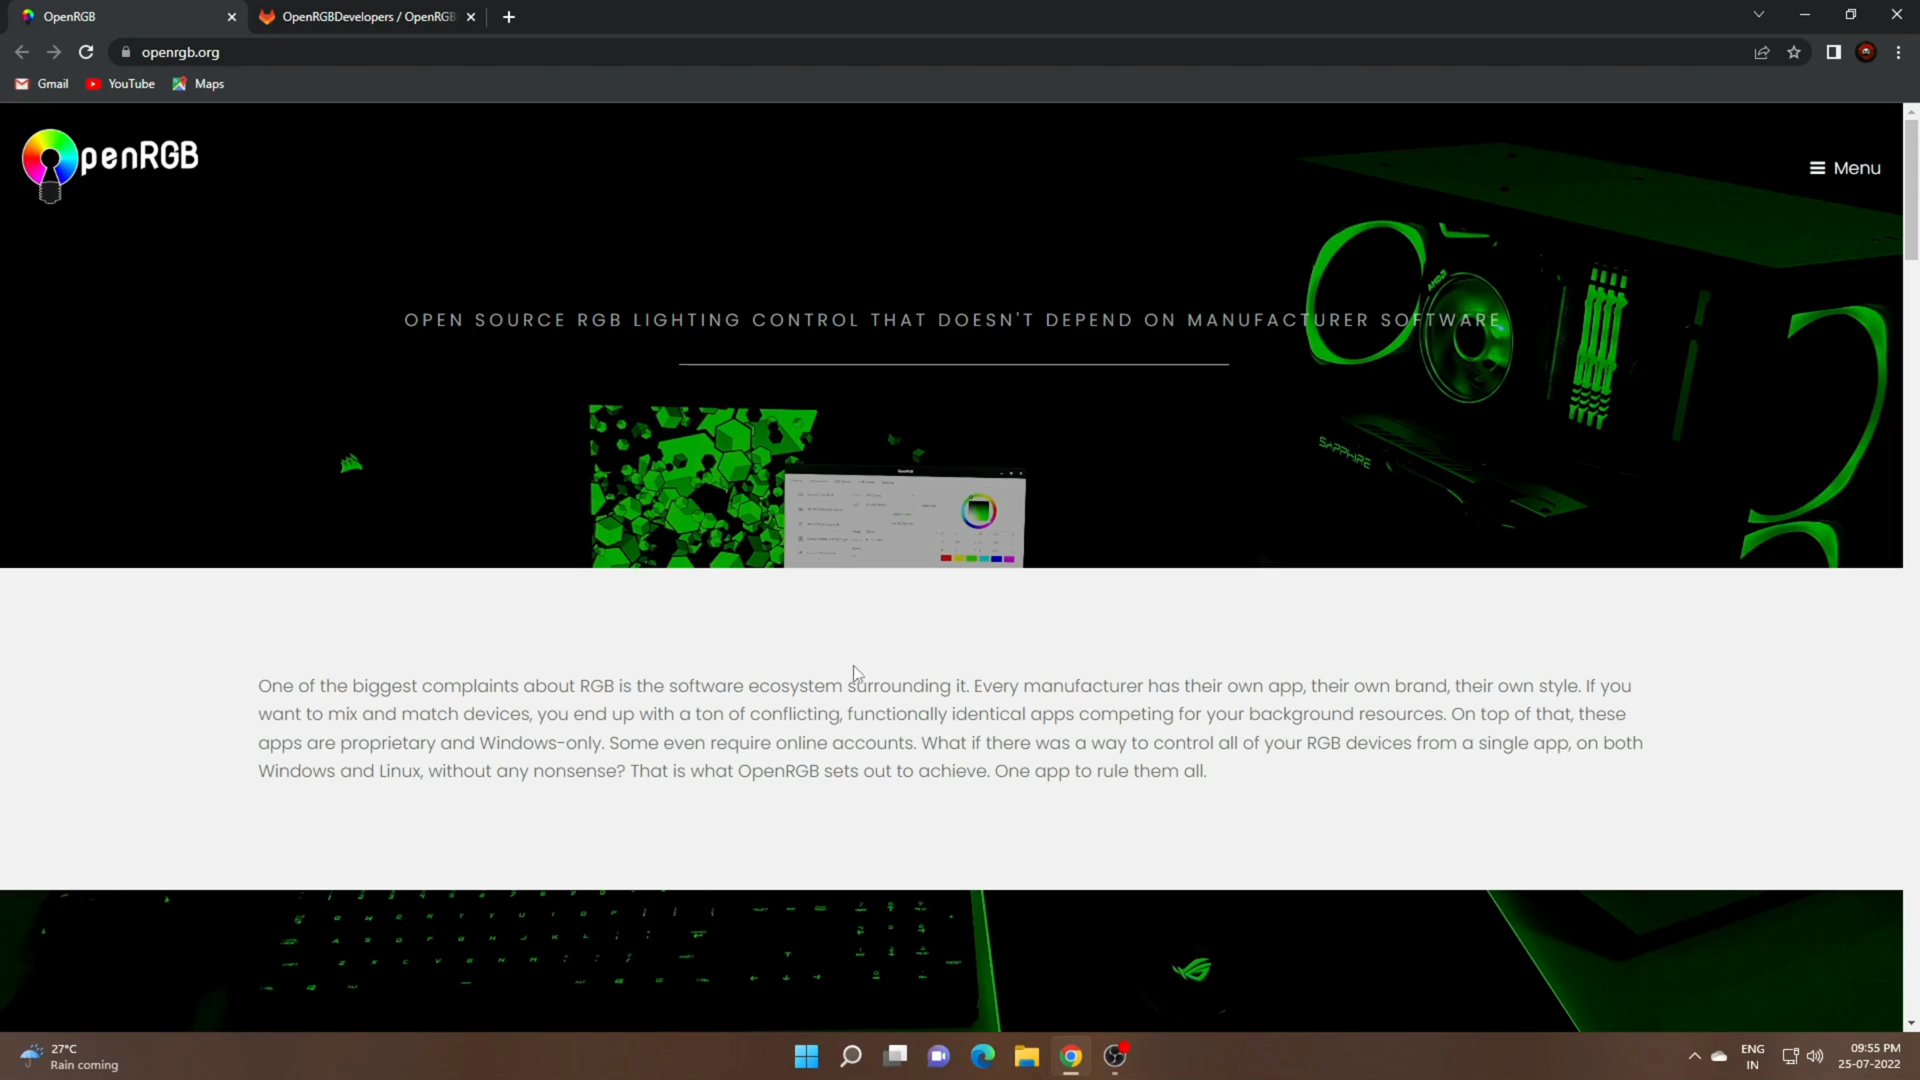 OpenRGB
OpenRGBDevelopers / OpenRGB
openrgb.org
Gmail
YouTube
Maps
penRGB
Menu
OPEN SOURCE RGB LIGHTING CONTROL THAT DOESN'T DEPEND ON MANUFACTURER SOFTWARE
AMD
SAPPHIRE
OpenRGB
One of the biggest complaints about RGB is the software ecosystem surrounding it. Every manufacturer has their own app, their own brand, their own style. If you
want to mix and match devices, you end up with a ton of conflicting, functionally identical apps competing for your background resources. On top of that, these
apps are proprietary and Windows-only. Some even require online accounts. What if there was a way to control all of your RGB devices from a single app, on both
Windows and Linux, without any nonsense? That is what OpenRGB sets out to achieve. One app to rule them all.
27°C
Rain coming
ENG
IN
09:55 PM
25-07-2022